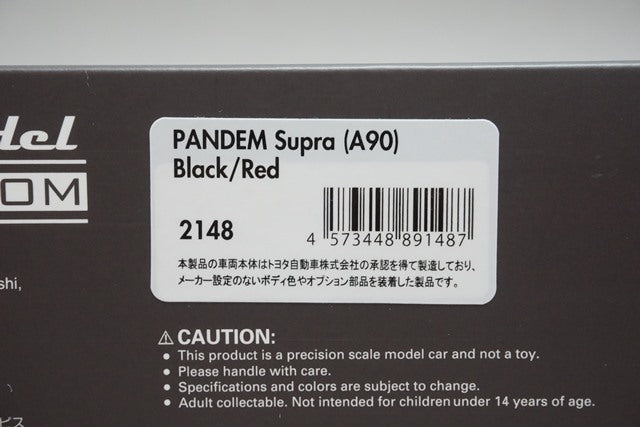 del
OM
PANDEM Supra (A90)
Black/Red
2148
4 573448 891487
本製品の車両本体はトヨタ自動車株式会社の承認を得て製造しており、
メーカー設定のないボディ色やオプション部品を装着した製品です。
shi,
⚠CAUTION:
• This product is a precision scale model car and not a toy.
• Please handle with care.
• Specifications and colors are subject to change.
• Adult collectable. Not intended for children under 14 years of age.
ビス